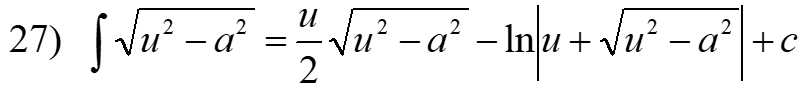 27) ∫√(u² − a²) = u/2 √(u² − a²) − ln|u + √(u² − a²)| + c